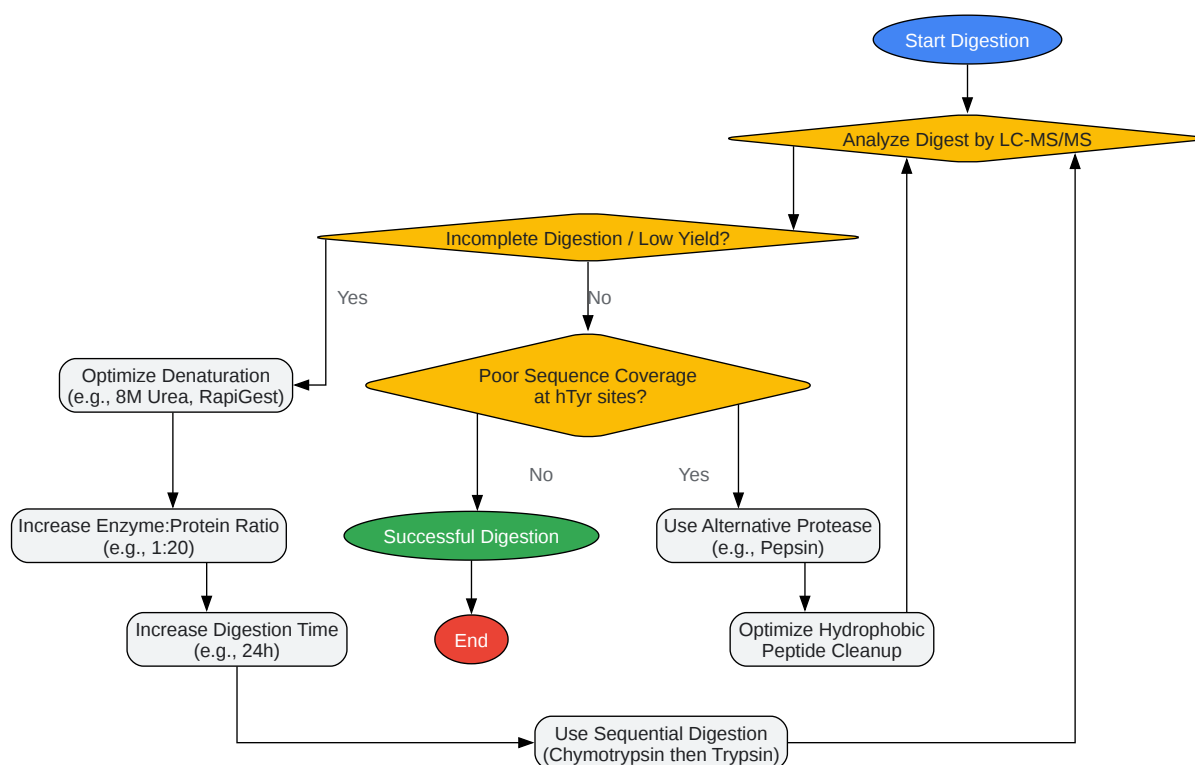 Start Digestion
Analyze Digest by LC-MS/MS
Incomplete Digestion / Low Yield?
Yes
No
Optimize Denaturation
(e.g., 8M Urea, RapiGest)
Poor Sequence Coverage
at hTyr sites?
No
Yes
Increase Enzyme:Protein Ratio
(e.g., 1:20)
Successful Digestion
Use Alternative Protease
(e.g., Pepsin)
Increase Digestion Time
(e.g., 24h)
End
Optimize Hydrophobic
Peptide Cleanup
Use Sequential Digestion
(Chymotrypsin then Trypsin)